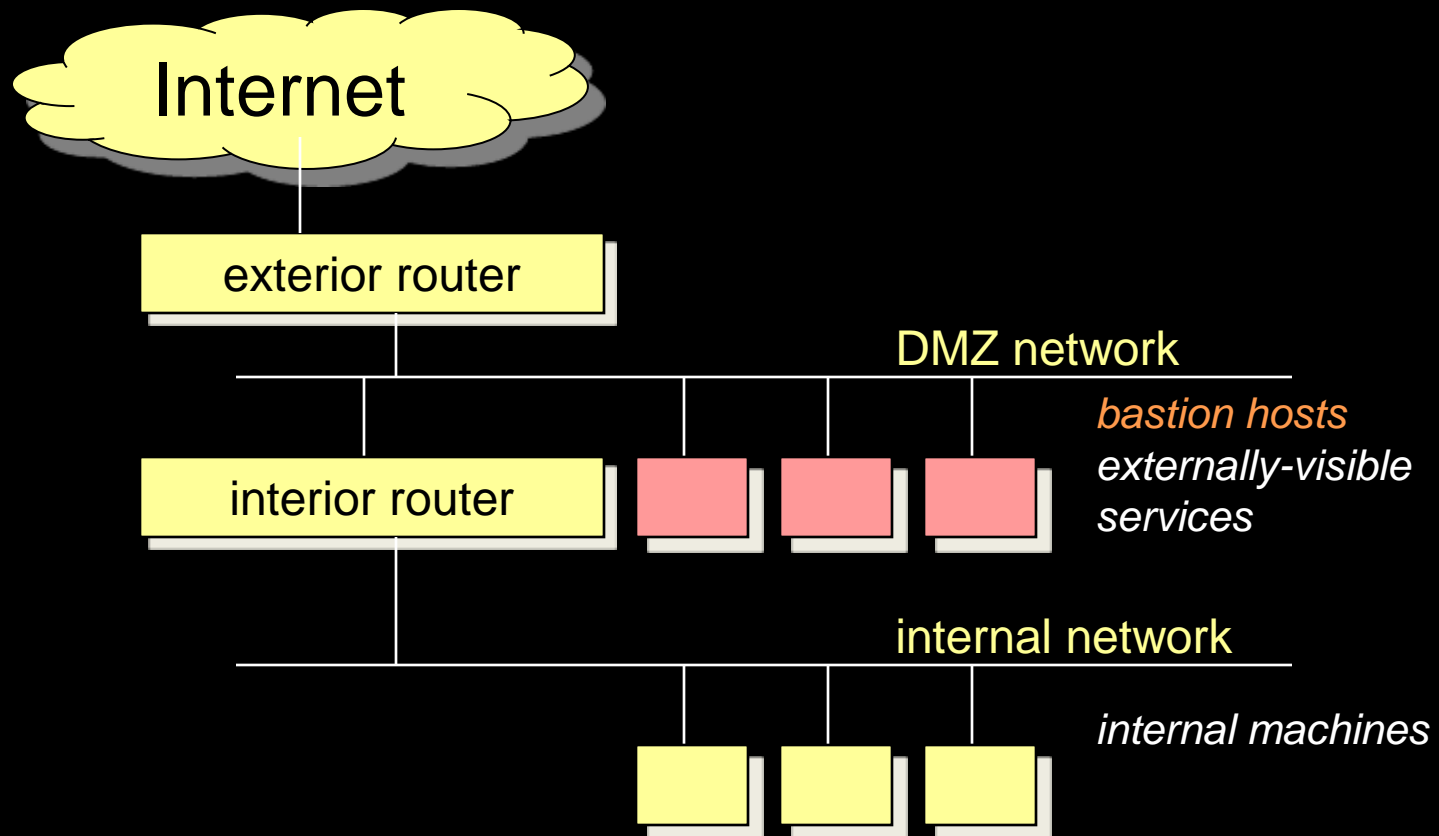 Internet
exterior router
DMZ network
bastion hosts
externally-visible
services
interior router
internal network
internal machines